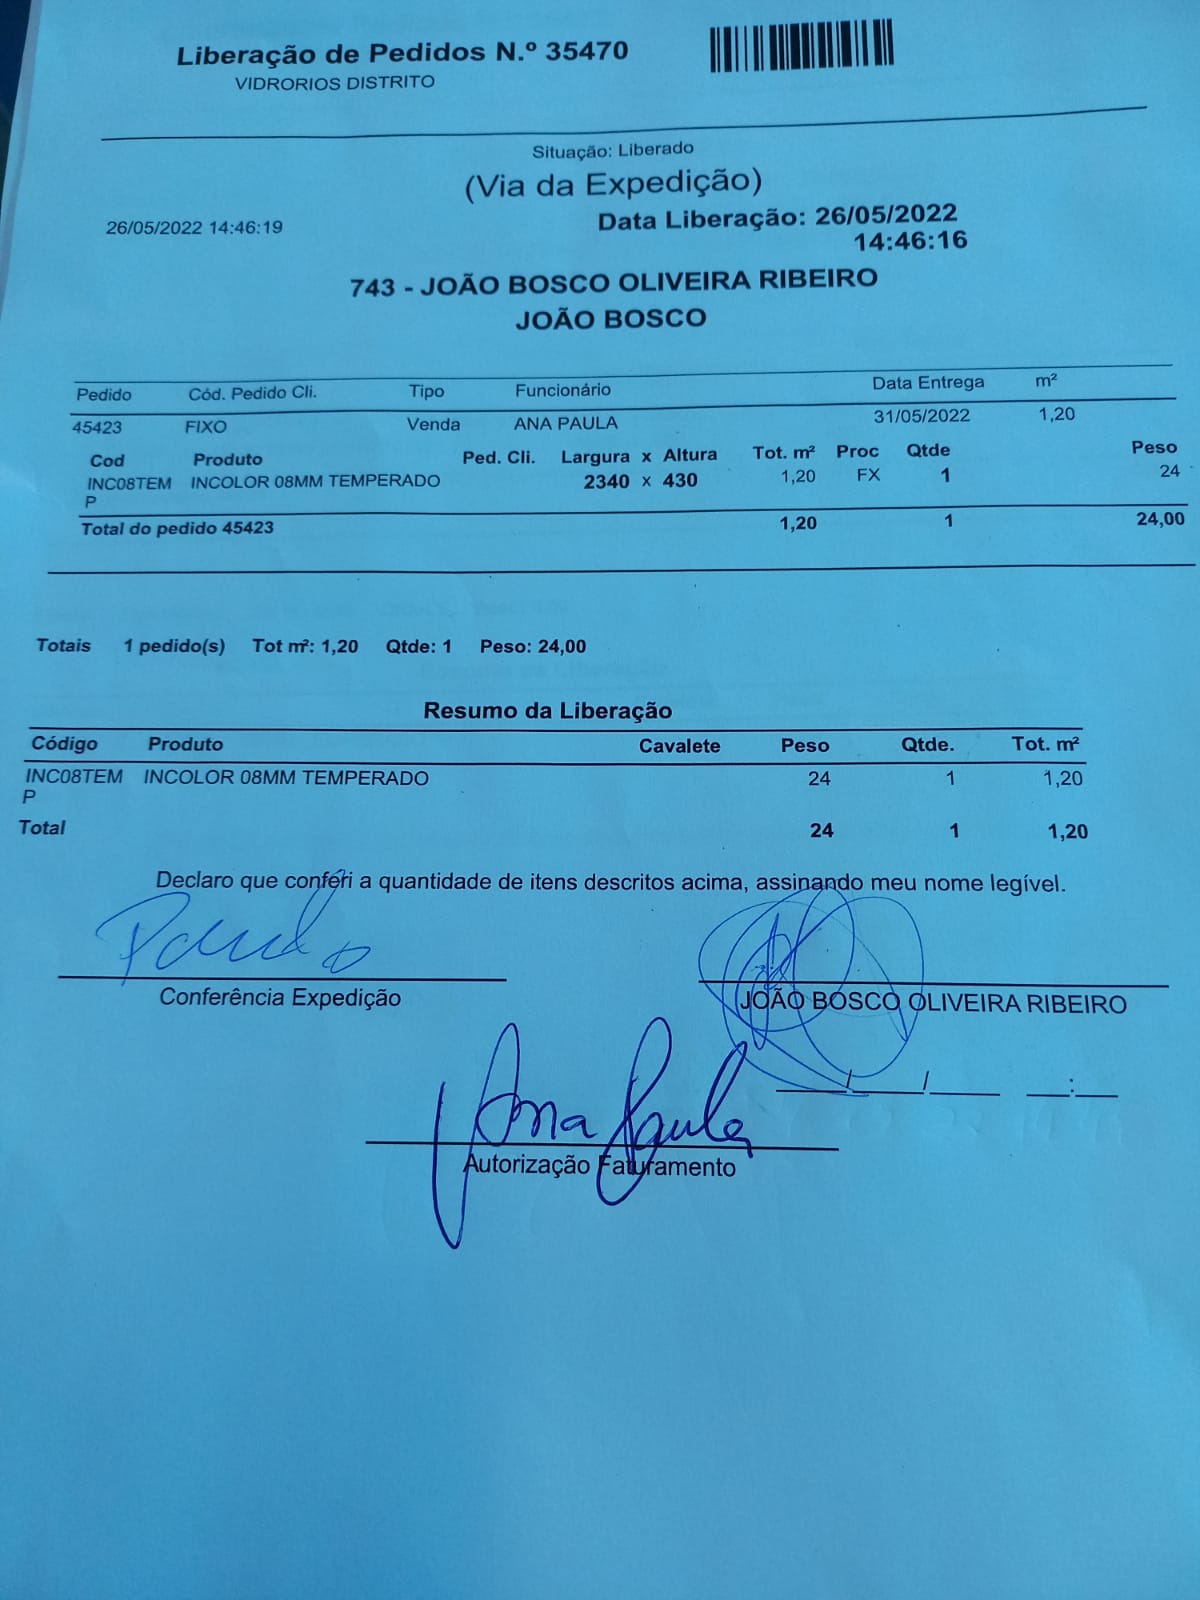 Liberação de Pedidos N.º 35470
VIDRORIOS DISTRITO
Situação: Liberado
(Via da Expedição)
26/05/2022 14:46:19
Data Liberação: 26/05/2022
14:46:16
743 - JOÃO BOSCO OLIVEIRA RIBEIRO
JOÃO BOSCO
Pedido Cód. Pedido Cli. Tipo Funcionário Data Entrega m²
45423 FIXO Venda ANA PAULA 31/05/2022 1,20
Cod Produto Ped. Cli. Largura x Altura Tot. m² Proc Qtde Peso
INC08TEM INCOLOR 08MM TEMPERADO 2340 x 430 1,20 FX 1 24
P
Total do pedido 45423 1,20 1 24,00
Totais 1 pedido(s) Tot m²: 1,20 Qtde: 1 Peso: 24,00
Resumo da Liberação
Código Produto Cavalete Peso Qtde. Tot. m²
INC08TEM INCOLOR 08MM TEMPERADO 24 1 1,20
P
Total 24 1 1,20
Declaro que conferi a quantidade de itens descritos acima, assinando meu nome legível.
Paulo
Conferência Expedição
JOÃO BOSCO OLIVEIRA RIBEIRO
___/___/___ __:__
Ana Paula
Autorização Faturamento